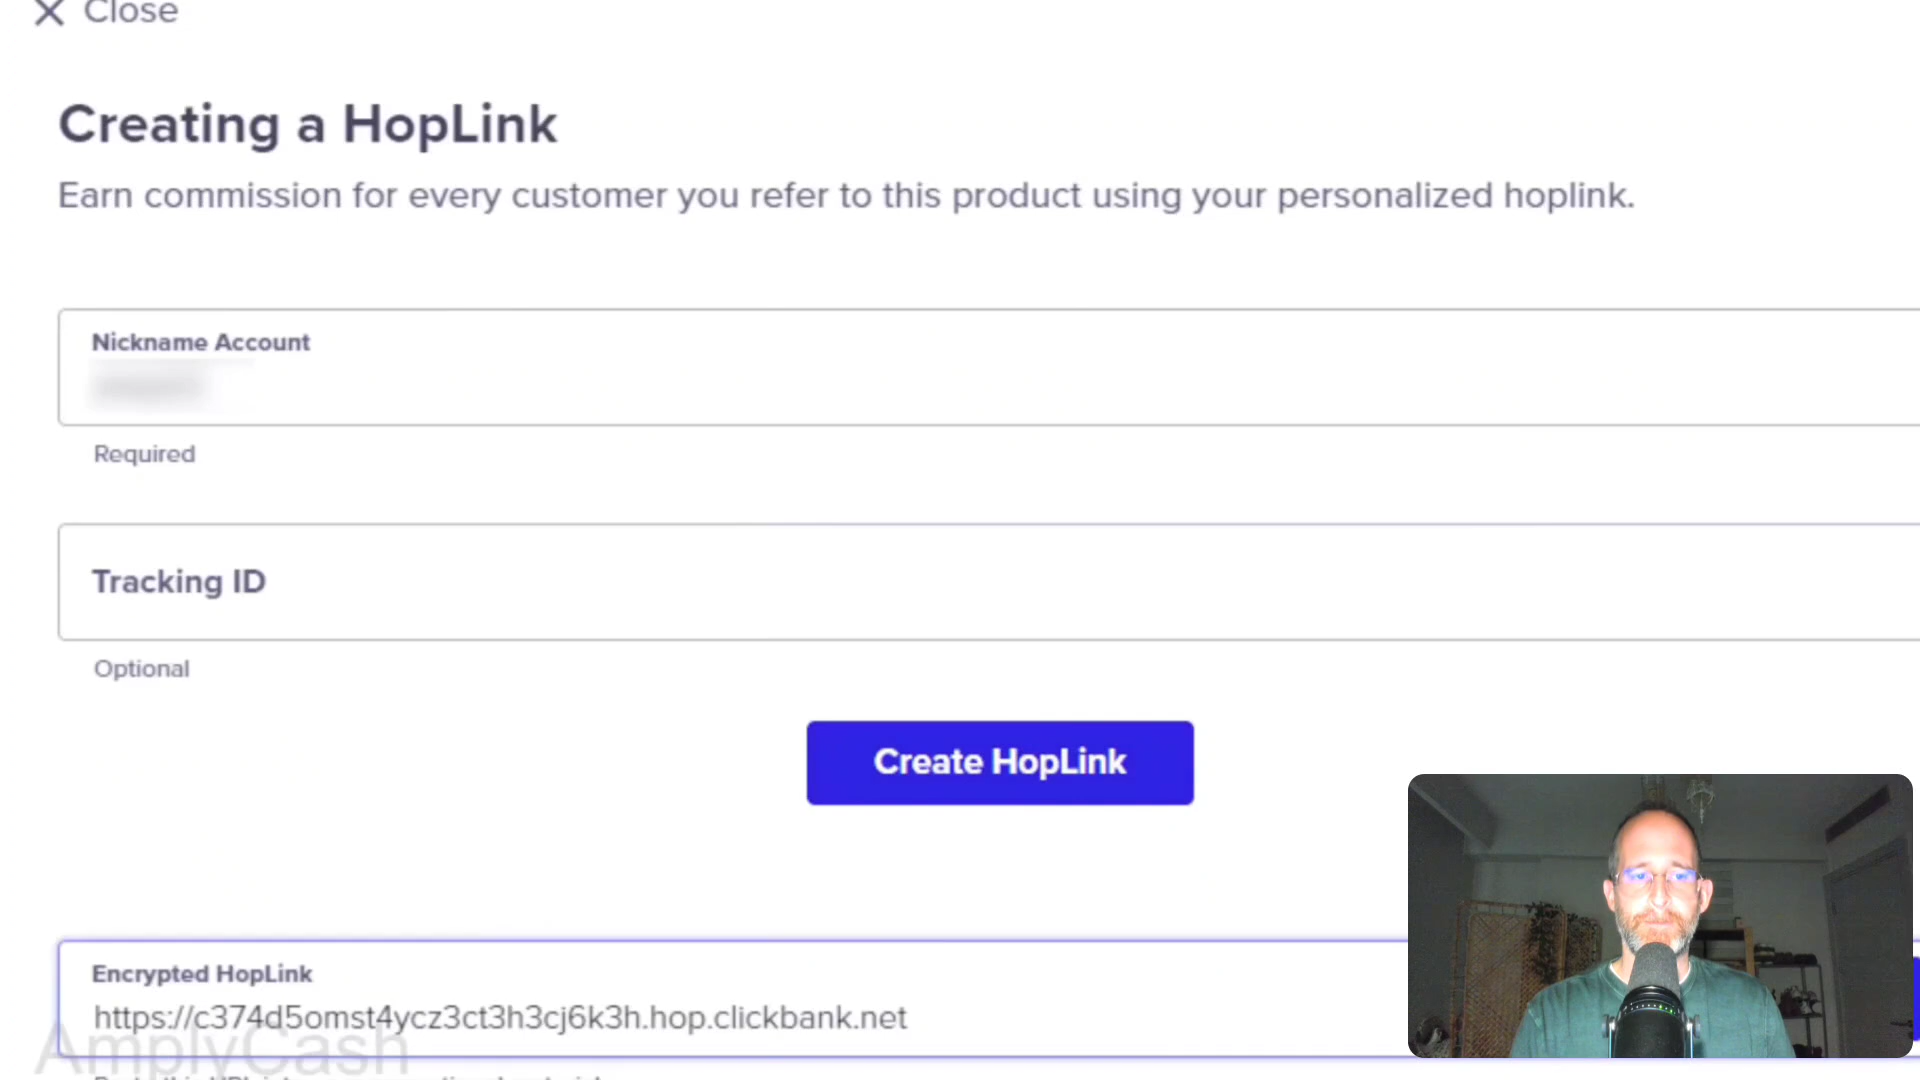 Close
Creating a HopLink
Earn commission for every customer you refer to this product using your personalized hoplink.
Nickname Account
Required
Tracking ID
Optional
Create HopLink
Encrypted HopLink
https://c374d5omst4ycz3ct3h3cj6k3h.hop.clickbank.net
AmplyCash